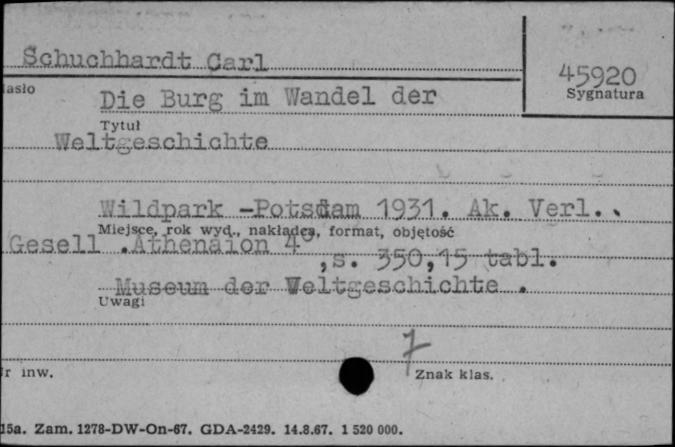 Schuchhardt Carl
45920
Sygnatura
asło
Die Burg im Wandel der
Tytuł
Weltgeschichte
Wildpark -Potsdam 1931. Ak. Verl..
Miejsce, rok wyd., nakładca, format, objętość
Gesell .Athenäion 4°
,s. 350,15 tabl.
Museum der Weltgeschichte .
Uwagi
7
r inw.
Znak klas.
15a. Zam. 1278-DW-On-67. GDA-2429. 14.8.67. 1 520 000.